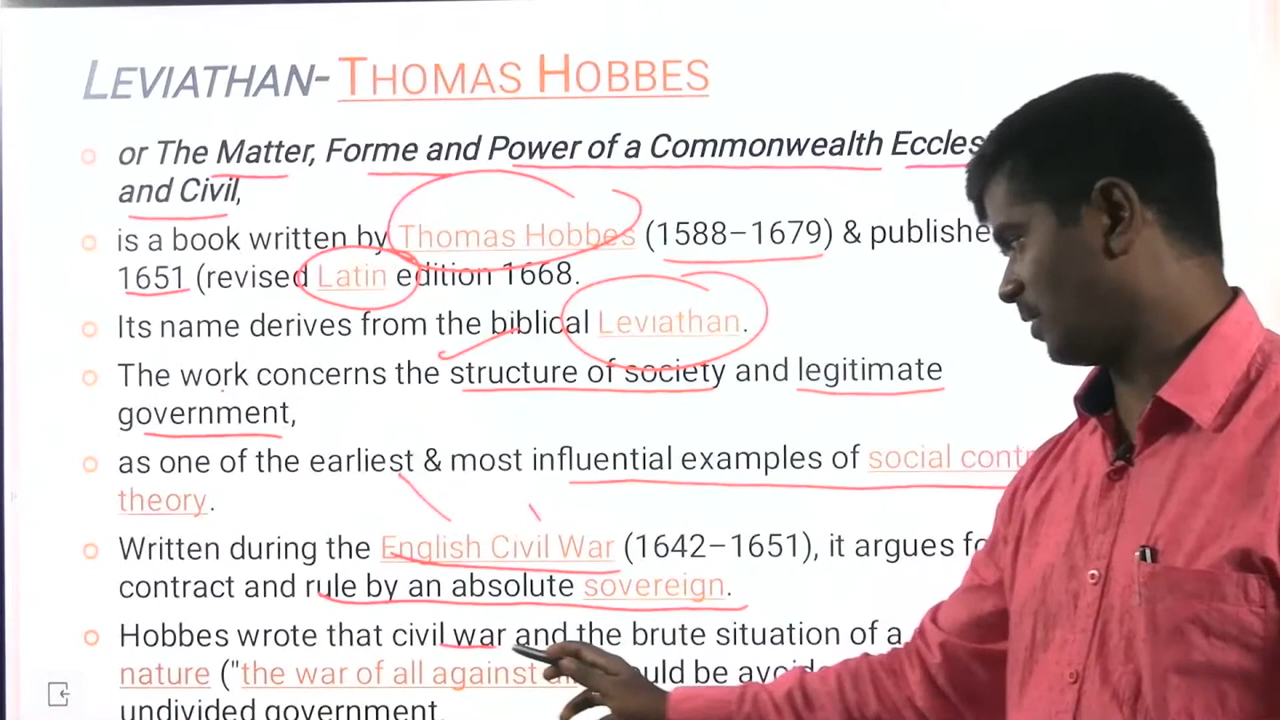 LEVIATHAN- THOMAS HOBBES
or The Matter, Forme and Power of a Commonwealth
and Civil,
is a book written by Thomas Hobbes (1588–1679) &
1651 (revised Latin edition 1668.
Its name derives from the biblical Leviathan.
The work concerns the structure of society and legitimate
government,
as one of the earliest & most influential examples of social
theory.
Written during the English Civil War (1642–1651), it argues
contract and rule by an absolute sovereign.
Hobbes wrote that civil war and the brute situation of a
nature ("the war of all against
undivided government.